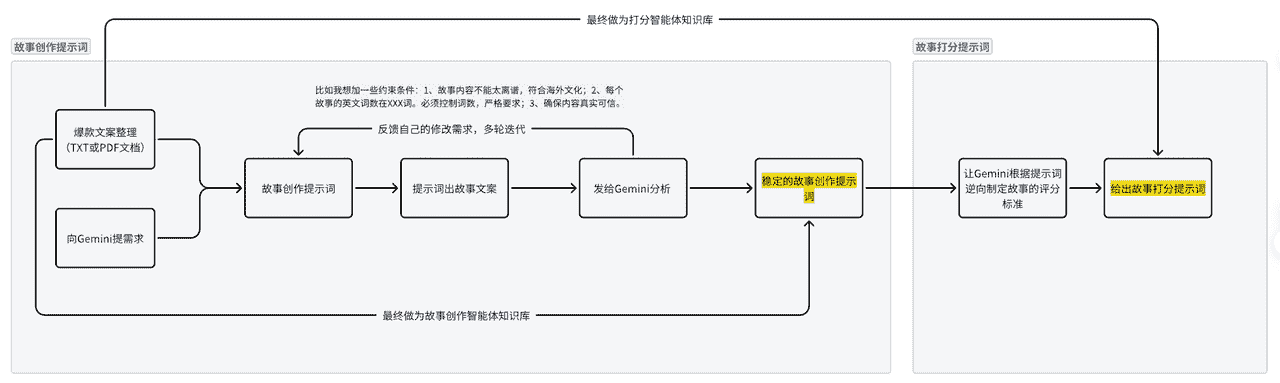 最终做为打分智能体知识库
故事创作提示词
故事打分提示词
比如我想加一些约束条件：1、故事内容不能太离谱，符合海外文化；2、每个
故事的英文词数在XXX词。必须控制词数，严格要求；3、确保内容真实可信。
反馈自己的修改需求，多轮迭代
爆款文案整理
（TXT或PDF文档）
向Gemini提需求
故事创作提示词
提示词出故事文案
发给Gemini分析
稳定的故事创作提示
词
让Gemini根据提示词
逆向制定故事的评分
标准
给出故事打分提示词
最终做为故事创作智能体知识库